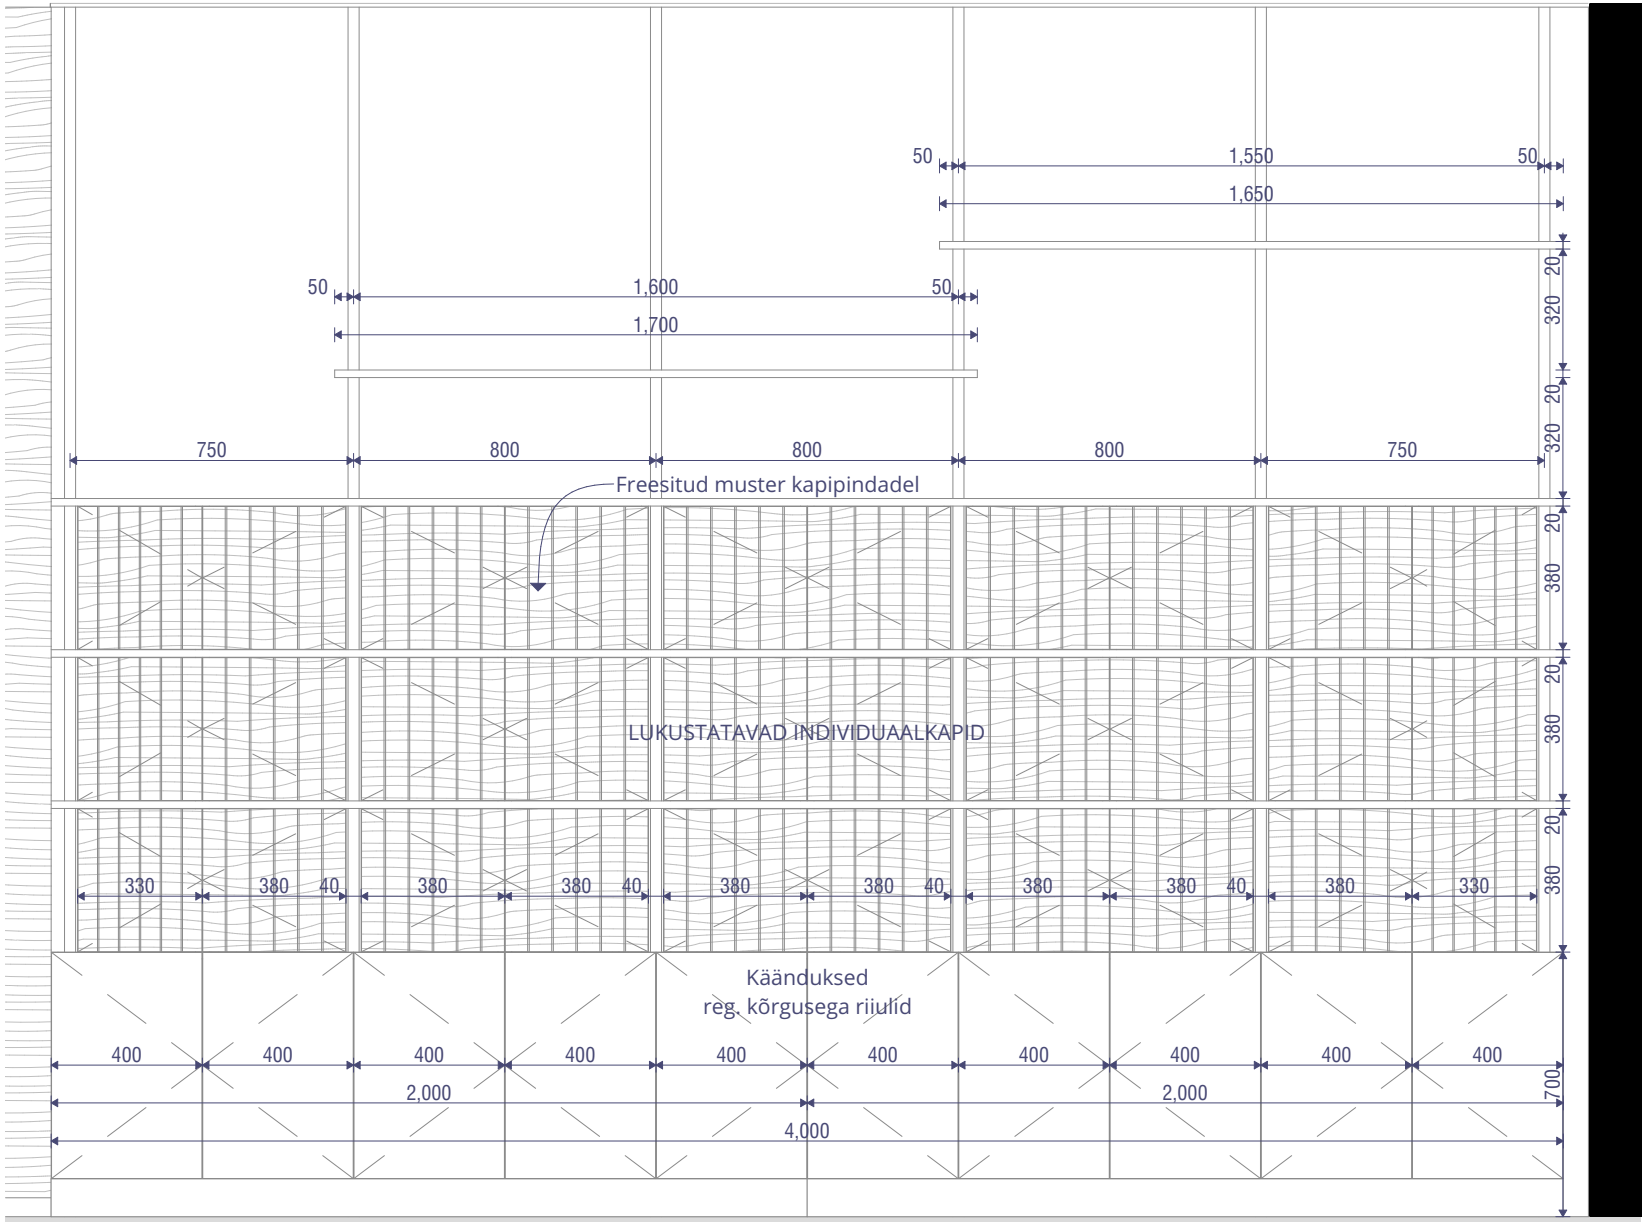 50 1,550 50
1,650
20
50 1,600 50
320
1,700
20
320
750 800 800 800 750
Freesitud muster kapipindadel
20
380
20
LUKUSTATAVAD INDIVIDUAALKAPID
380
20
330 380 40 380 380 40 380 380 40 380 380 40 380 330
380
Käänduksed
reg. kõrgusega riiulid
400 400 400 400 400 400 400 400 400 400
700
2,000 2,000
4,000